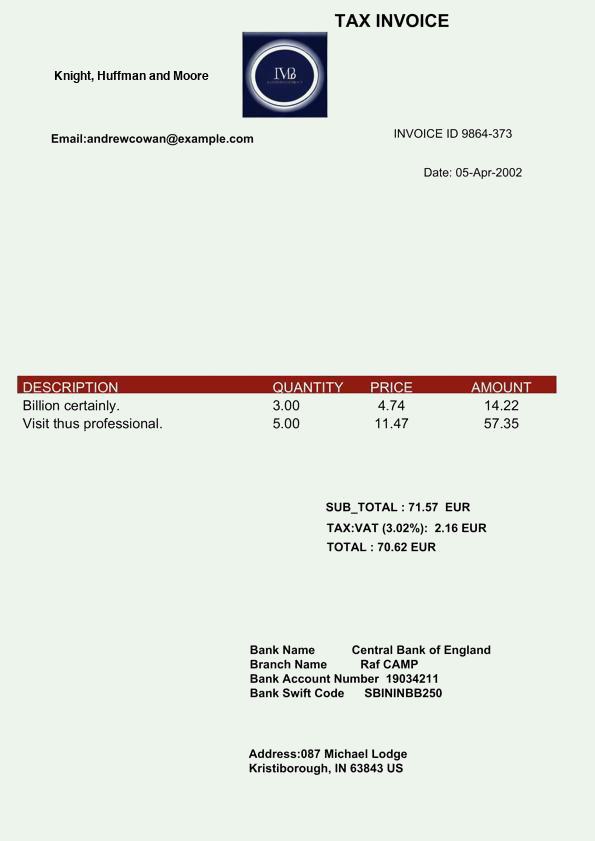 TAX INVOICE
Knight, Huffman and Moore
Email:andrewcowan@example.com
INVOICE ID 9864-373
Date: 05-Apr-2002
DESCRIPTION QUANTITY PRICE AMOUNT
Billion certainly. 3.00 4.74 14.22
Visit thus professional. 5.00 11.47 57.35
SUB_TOTAL : 71.57 EUR
TAX:VAT (3.02%): 2.16 EUR
TOTAL : 70.62 EUR
Bank Name Central Bank of England
Branch Name Raf CAMP
Bank Account Number 19034211
Bank Swift Code SBININBB250
Address:087 Michael Lodge
Kristiborough, IN 63843 US